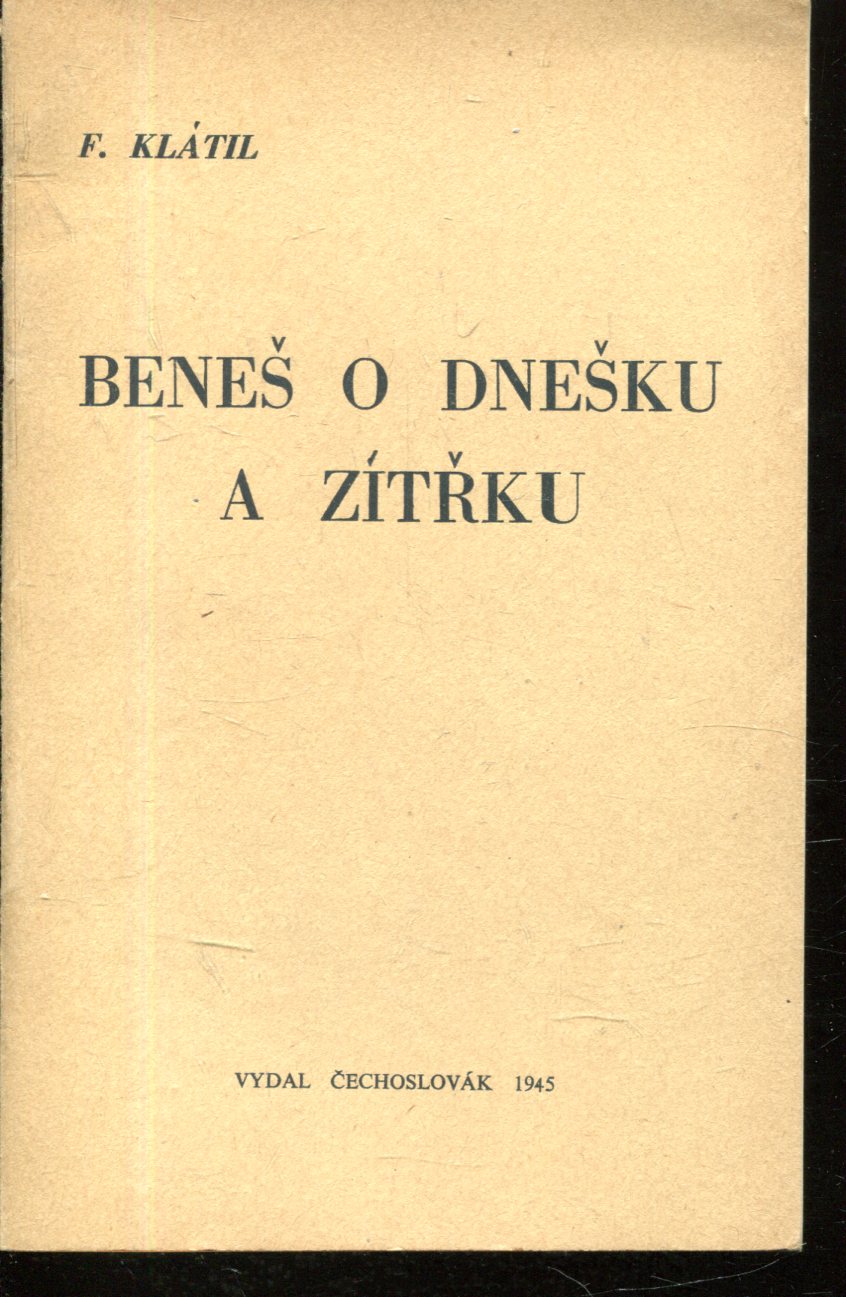 F. KLÁTIL
BENEŠ O DNEŠKU
A ZÍTŘKU
VYDAL ČECHOSLOVÁK 1945